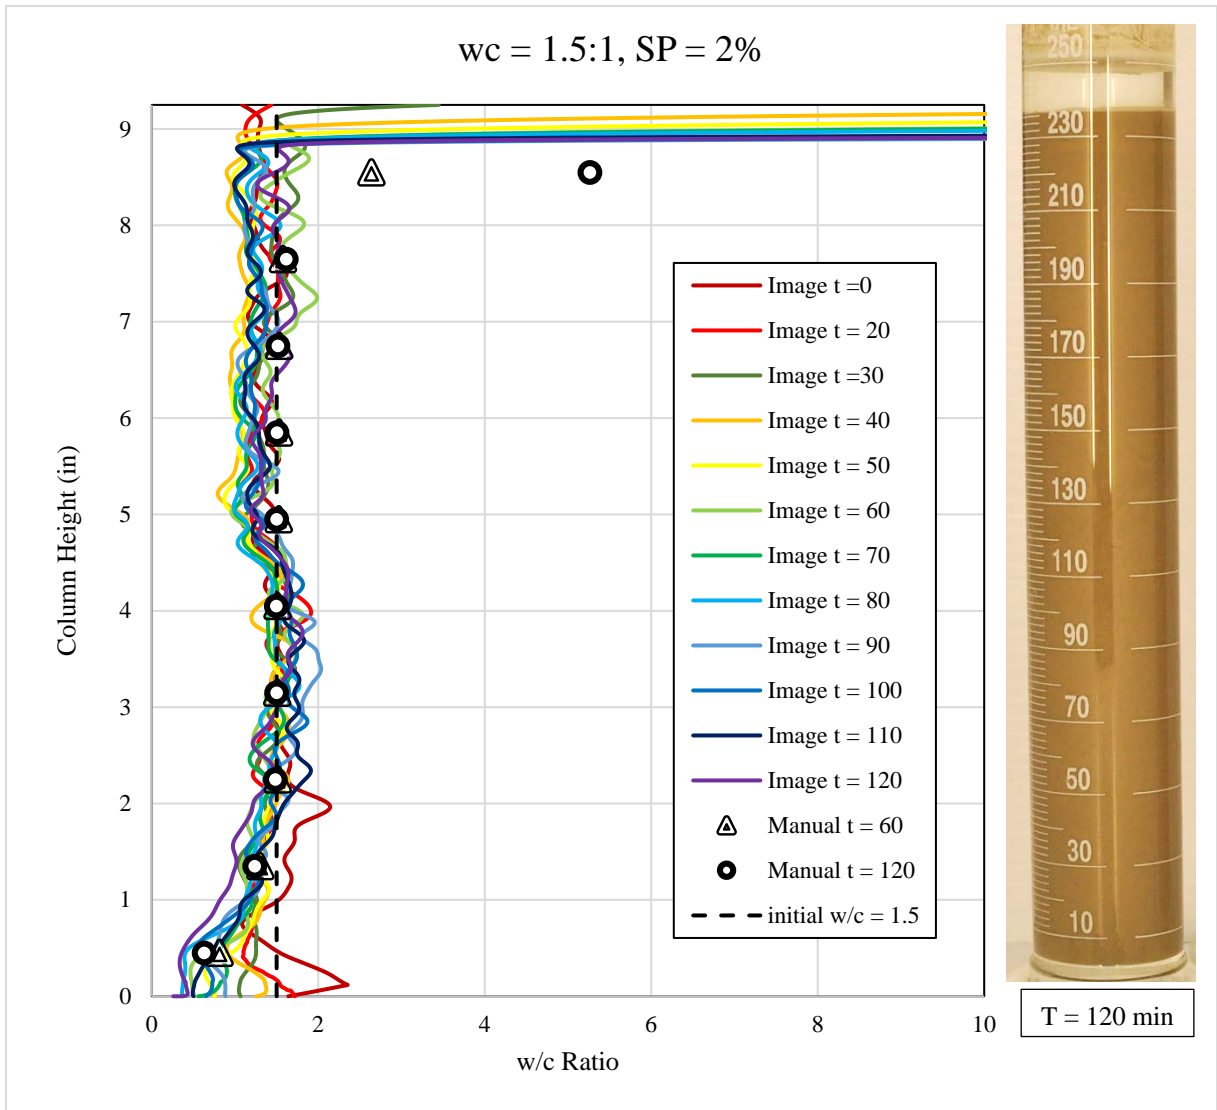 wc = 1.5:1, SP = 2%
9
8
7
6
5
4
3
2
1
0
Column Height (in)
0 2 4 6 8 10
w/c Ratio
Image t =0
Image t = 20
Image t =30
Image t = 40
Image t = 50
Image t = 60
Image t = 70
Image t = 80
Image t = 90
Image t = 100
Image t = 110
Image t = 120
Manual t = 60
Manual t = 120
initial w/c = 1.5
250
230
210
190
170
150
130
110
90
70
50
30
10
T = 120 min